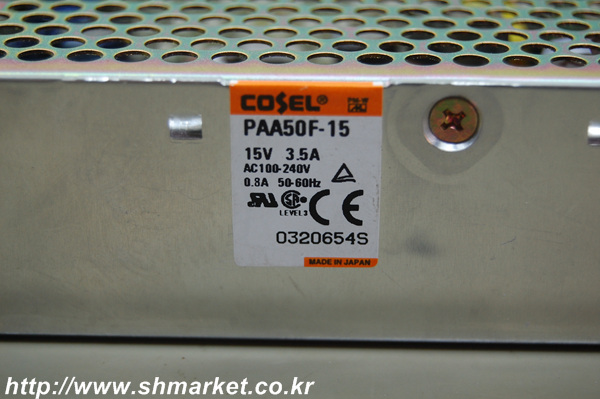 COSEL®
PAA50F-15
15V 3.5A
AC100-240V
0.8A 50-60Hz
LEVEL3
CE
0320654S
MADE IN JAPAN
http://www.shmarket.co.kr